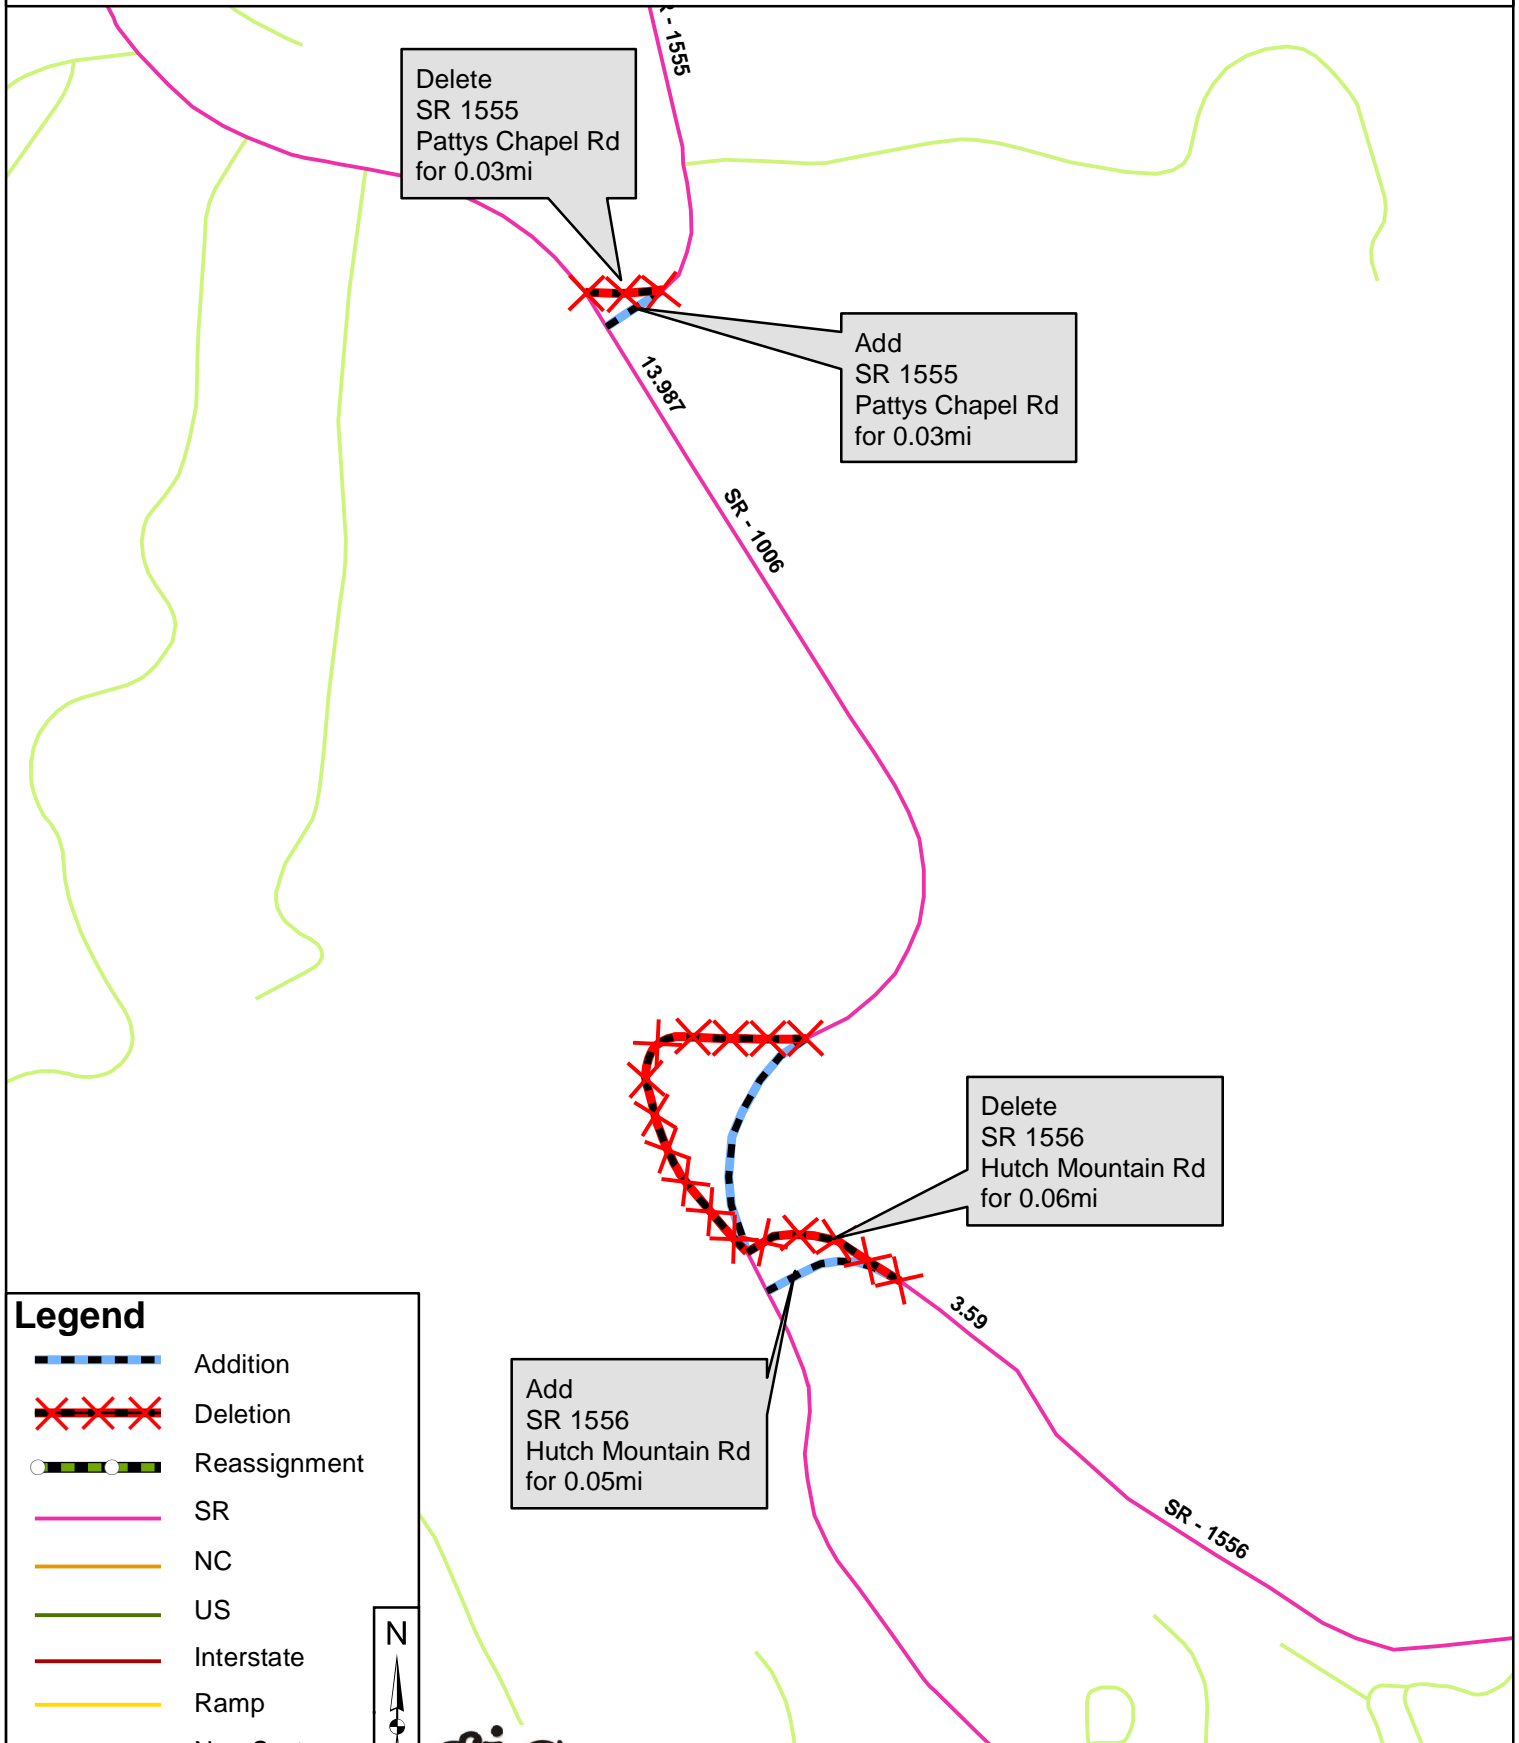 - 1555
Delete
SR 1555
Pattys Chapel Rd
for 0.03mi
Add
SR 1555
Pattys Chapel Rd
for 0.03mi
13.987
SR - 1006
Delete
SR 1556
Hutch Mountain Rd
for 0.06mi
3.59
Add
SR 1556
Hutch Mountain Rd
for 0.05mi
SR - 1556
Legend
Addition
Deletion
Reassignment
SR
NC
US
Interstate
Ramp
N